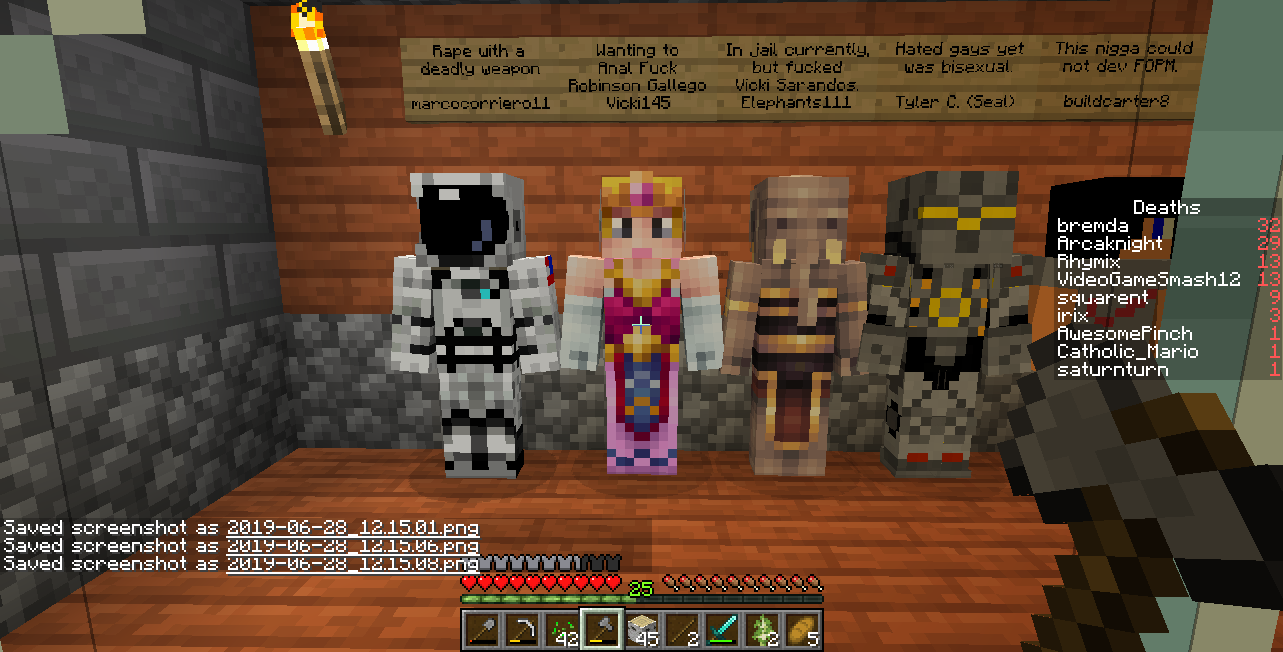 Rape with a
deadly weapon
marcocorriero11
Wanting to
Anal Fuck
Robinson Gallego
Vicki145
In jail currently,
but fucked
Vicki Sarandos.
Elephants111
Hated gays yet
was bisexual.
Tyler C. (Seal)
This nigga could
not dev FOPM.
buildcarter8
Deaths
bremda 32
Arcaknight 29
Rhymix 13
VideoGameSmash12 13
squarent 9
irix 3
AwesomePinch 1
Catholic_Mario 1
saturnturn 1
Saved screenshot as 2019-06-28_12.15.01.png
Saved screenshot as 2019-06-28_12.15.06.png
Saved screenshot as 2019-06-28_12.15.08.png
25
42 45 2 2 5